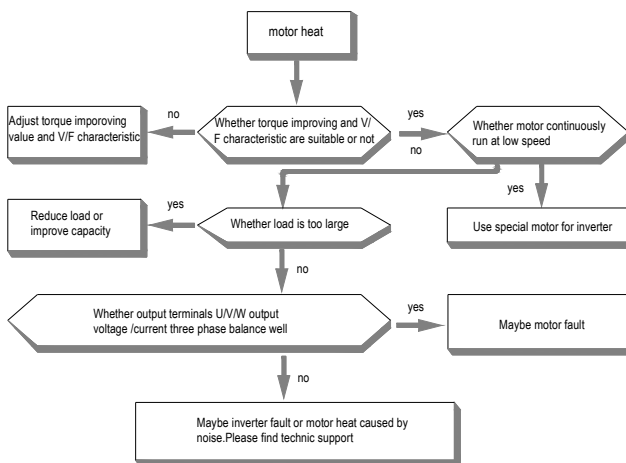 motor heat
no
Adjust torque imporoving
value and V/F characteristic
Whether torque improving and V/
F characteristic are suitable or not
yes
no
Whether motor continuously
run at low speed
yes
Reduce load or
improve capacity
yes
Whether load is too large
Use special motor for inverter
no
Whether output terminals U/V/W output
voltage /current three phase balance well
yes
Maybe motor fault
no
Maybe inverter fault or motor heat caused by
noise.Please find technic support